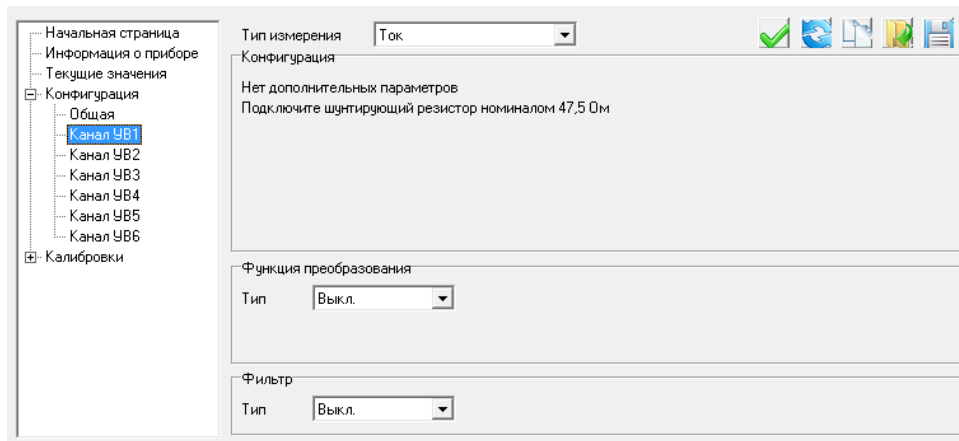 Начальная страница
Информация о приборе
Текущие значения
Конфигурация
Общая
Канал УВ1
Канал УВ2
Канал УВ3
Канал УВ4
Канал УВ5
Канал УВ6
Калибровки
Тип измерения Ток
Конфигурация
Нет дополнительных параметров
Подключите шунтирующий резистор номиналом 47,5 Ом
Функция преобразования
Тип Выкл.
Фильтр
Тип Выкл.